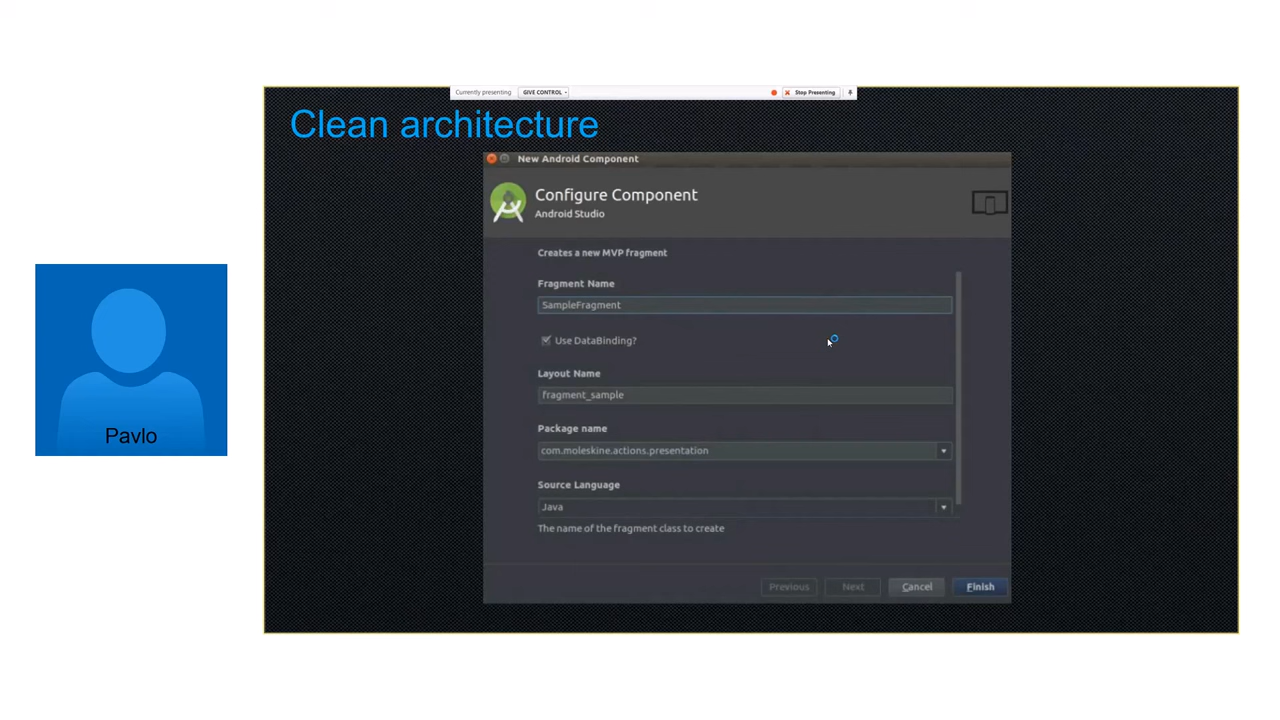 Currently presenting GIVE CONTROL Stop Presenting
Clean architecture
New Android Component
Configure Component
Android Studio
Creates a new MVP fragment
Fragment Name
SampleFragment
Use DataBinding?
Layout Name
fragment_sample
Package name
com.moleskine.actions.presentation
Source Language
Java
The name of the fragment class to create
Previous Next Cancel Finish
Pavlo